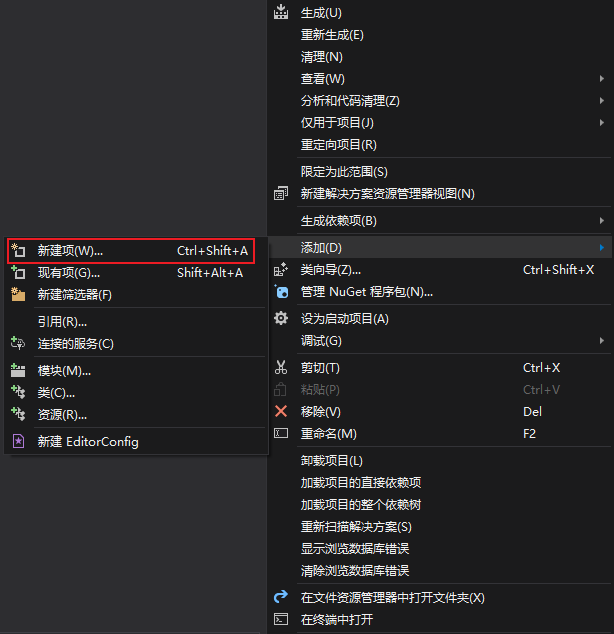 生成(U)
重新生成(E)
清理(N)
查看(W)
分析和代码清理(Z)
仅用于项目(J)
重定向项目(R)
限定为此范围(S)
新建解决方案资源管理器视图(N)
生成依赖项(B)
添加(D)
类向导(Z)... Ctrl+Shift+X
管理 NuGet 程序包(N)...
设为启动项目(A)
调试(G)
剪切(T) Ctrl+X
粘贴(P) Ctrl+V
移除(V) Del
重命名(M) F2
卸载项目(L)
加载项目的直接依赖项
加载项目的整个依赖树
重新扫描解决方案(S)
显示浏览数据库错误
清除浏览数据库错误
在文件资源管理器中打开文件夹(X)
在终端中打开
新建项(W)... Ctrl+Shift+A
现有项(G)... Shift+Alt+A
新建筛选器(F)
引用(R)...
连接的服务(C)
模块(M)...
类(C)...
资源(R)...
新建 EditorConfig